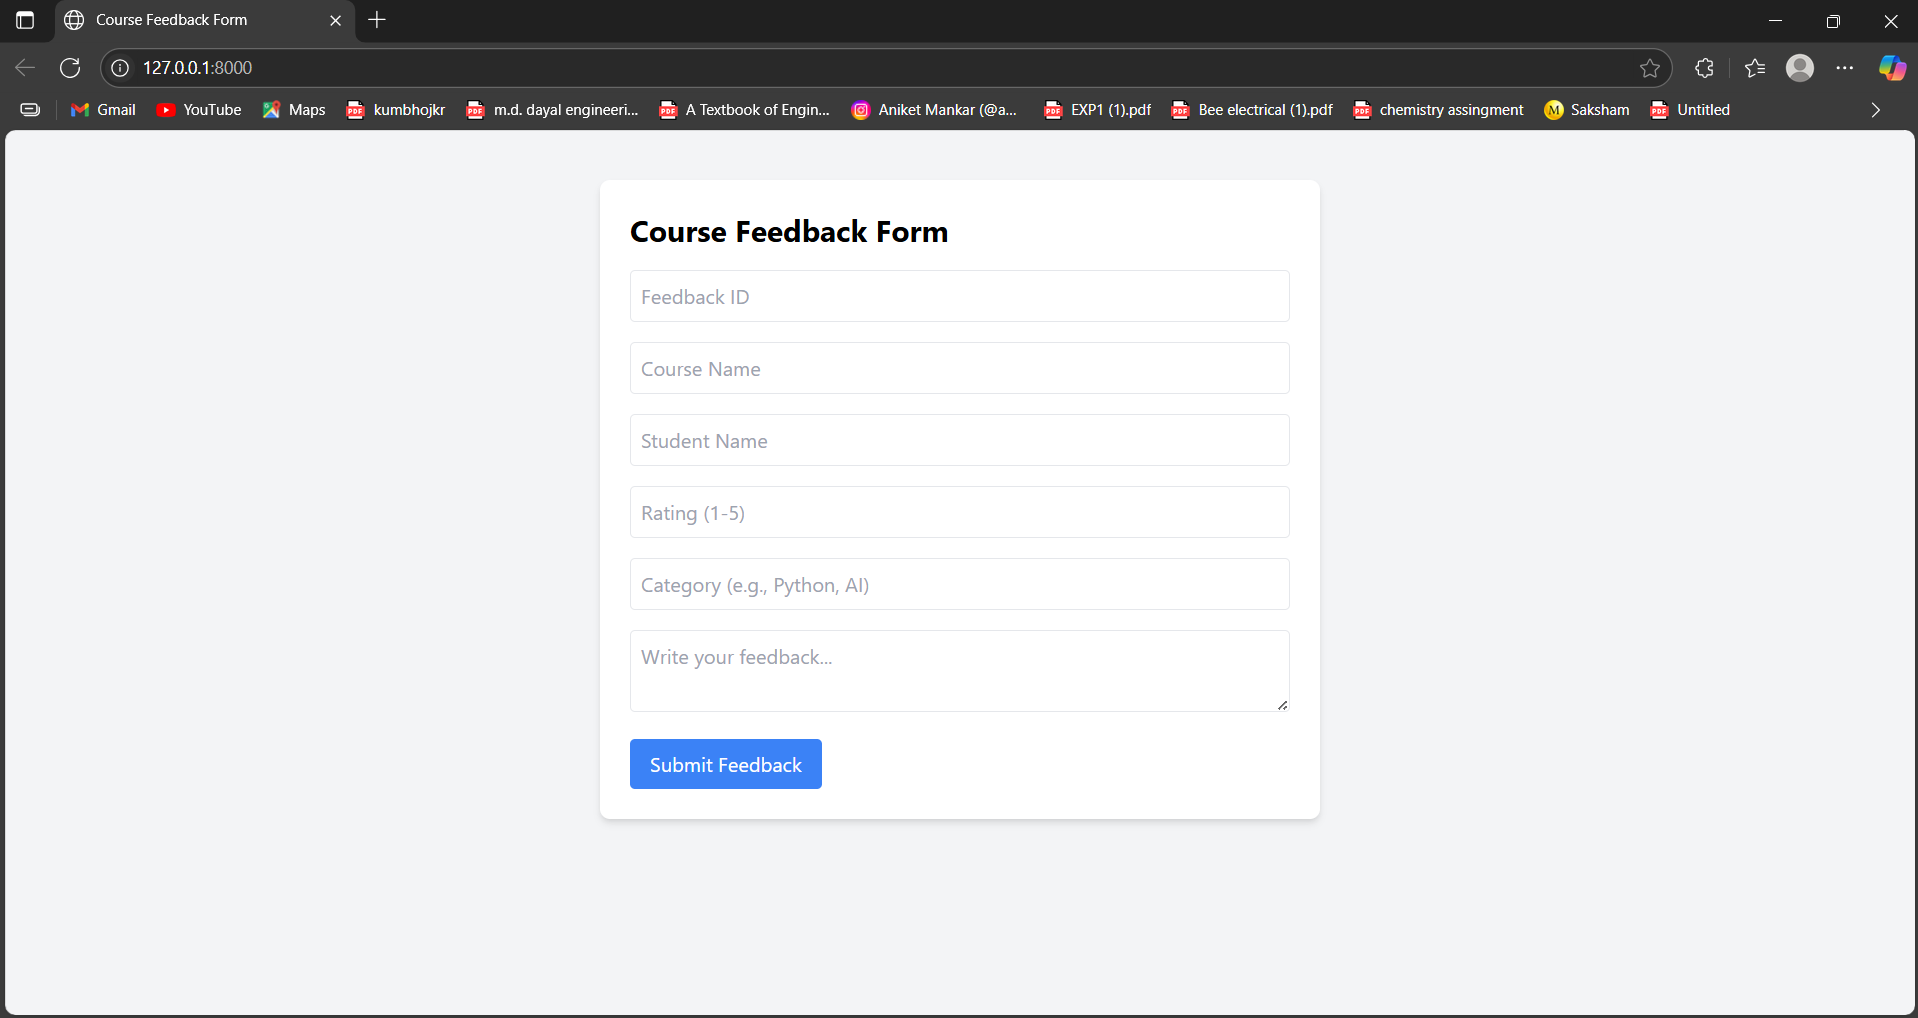 Course Feedback Form
127.0.0.1:8000
Gmail YouTube Maps kumbhojkr m.d. dayal engineeri... A Textbook of Engin... Aniket Mankar (@a... EXP1 (1).pdf Bee electrical (1).pdf chemistry assingment M Saksham Untitled
Course Feedback Form
Feedback ID
Course Name
Student Name
Rating (1-5)
Category (e.g., Python, AI)
Write your feedback...
Submit Feedback